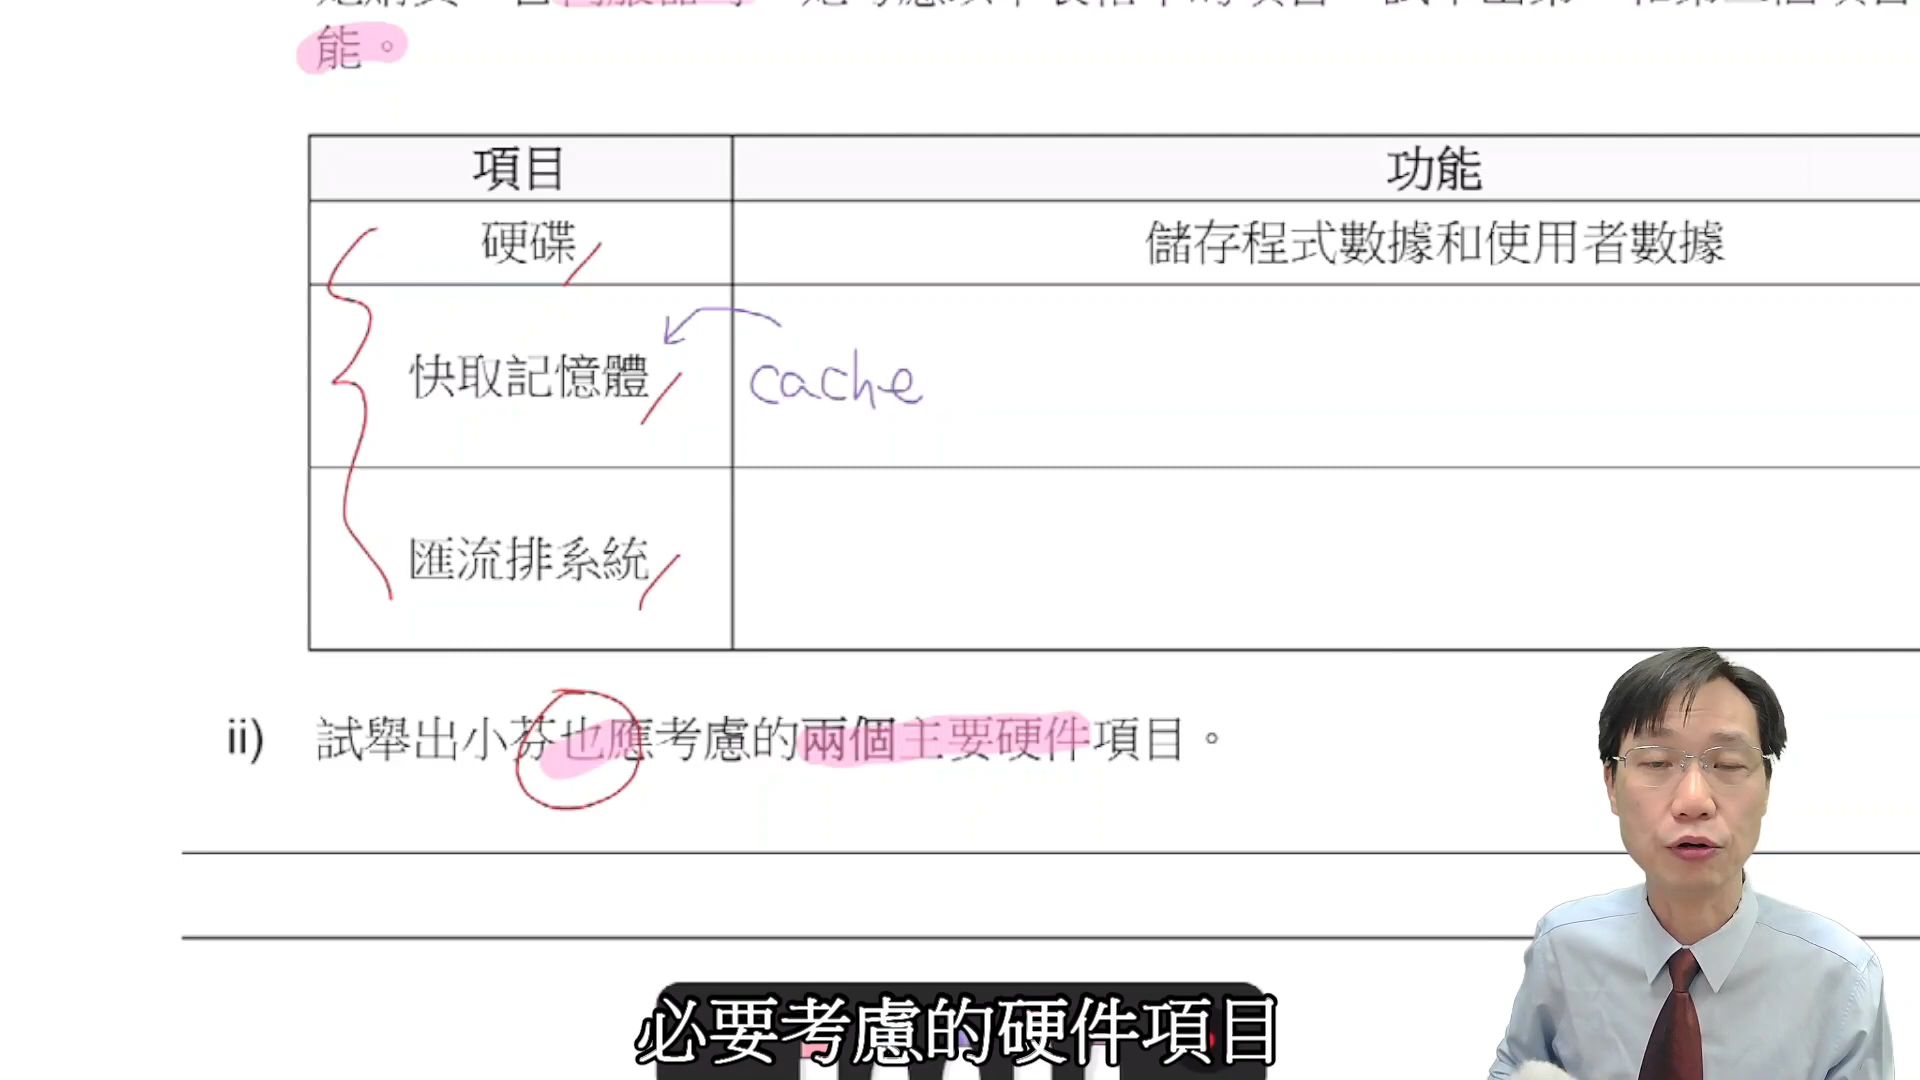 能。
項目 功能
硬碟 儲存程式數據和使用者數據
快取記憶體 cache
匯流排系統
ii) 試舉出小芬也應考慮的兩個主要硬件項目。
必要考慮的硬件項目